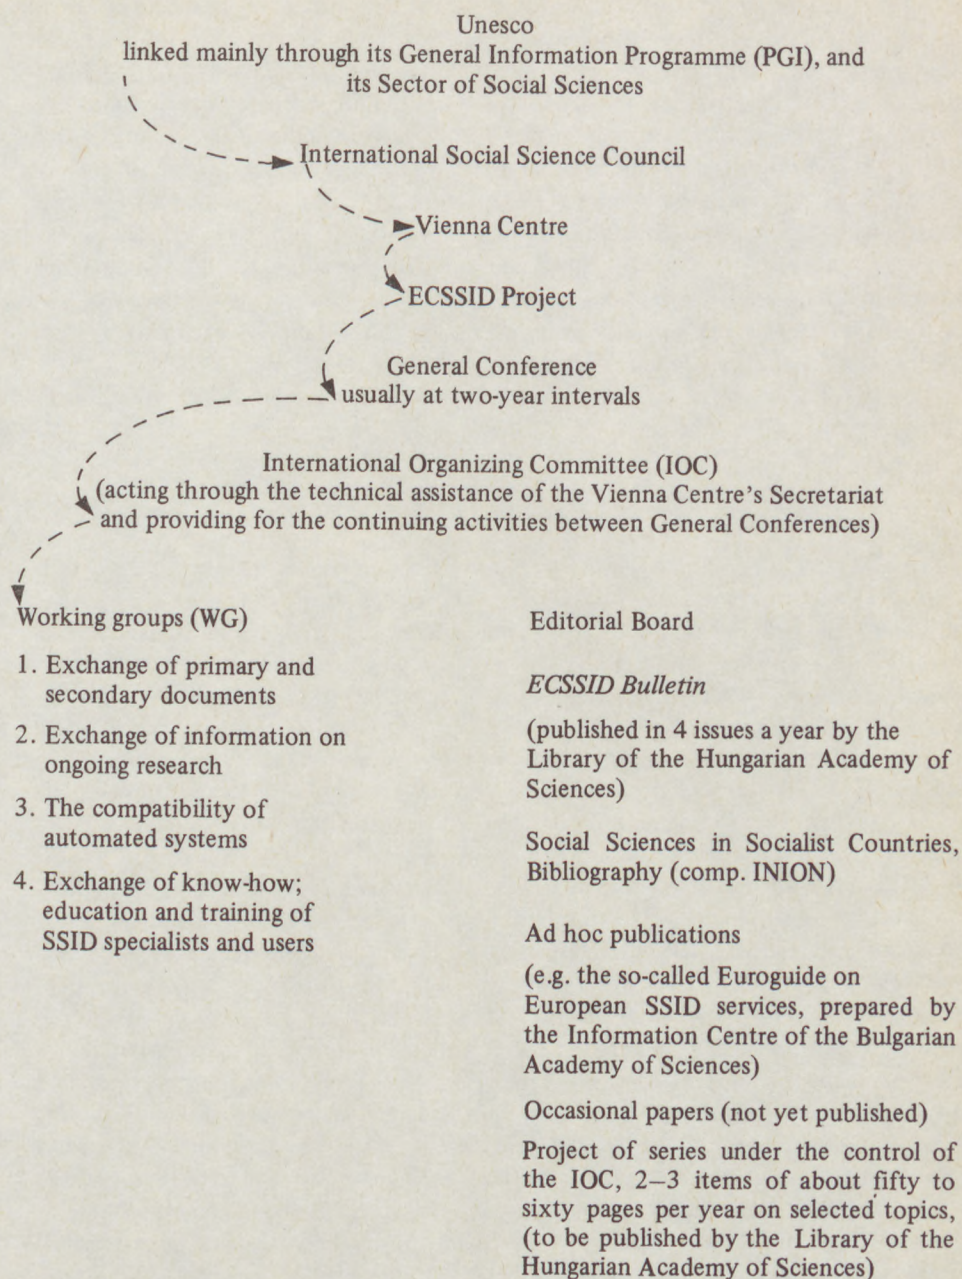 Unesco
linked mainly through its General Information Programme (PGI), and
its Sector of Social Sciences
International Social Science Council
Vienna Centre
ECSSID Project
General Conference
usually at two-year intervals
International Organizing Committee (IOC)
(acting through the technical assistance of the Vienna Centre's Secretariat
and providing for the continuing activities between General Conferences)
Working groups (WG)
1. Exchange of primary and
secondary documents
2. Exchange of information on
ongoing research
3. The compatibility of
automated systems
4. Exchange of know-how;
education and training of
SSID specialists and users
Editorial Board
ECSSID Bulletin
(published in 4 issues a year by the
Library of the Hungarian Academy of
Sciences)
Social Sciences in Socialist Countries,
Bibliography (comp. INION)
Ad hoc publications
(e.g. the so-called Euroguide on
European SSID services, prepared by
the Information Centre of the Bulgarian
Academy of Sciences)
Occasional papers (not yet published)
Project of series under the control of
the IOC, 2–3 items of about fifty to
sixty pages per year on selected topics,
(to be published by the Library of the
Hungarian Academy of Sciences)